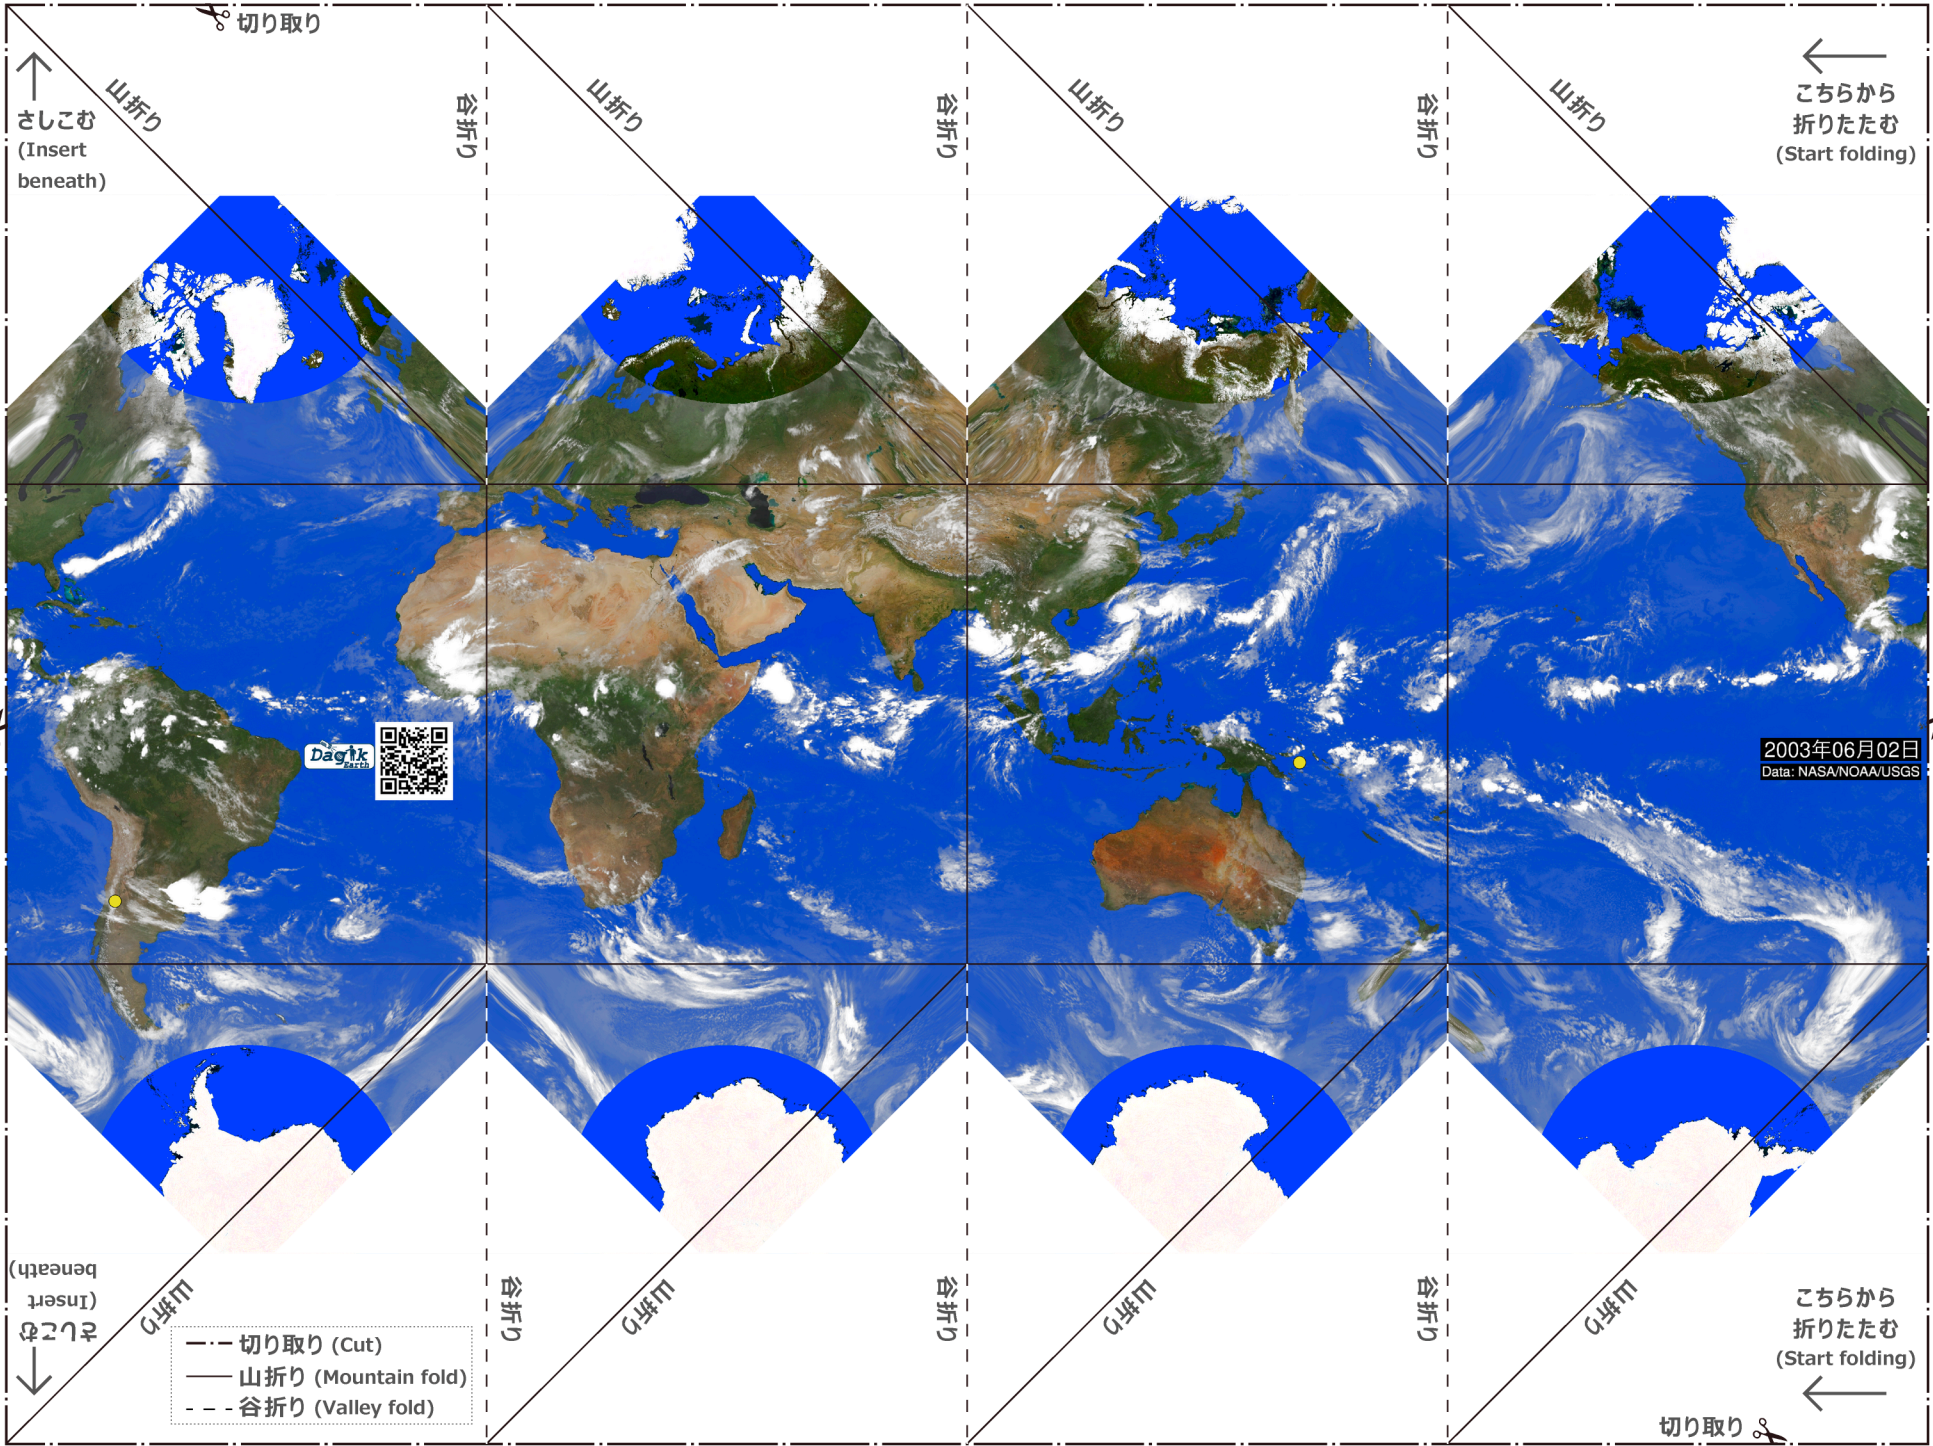 切り取り
山折り
谷折り
山折り
谷折り
山折り
谷折り
山折り
さしこむ
(Insert
beneath)
こちらから
折りたたむ
(Start folding)
Dagik
Earth
2003年06月02日
Data: NASA/NOAA/USGS
さしこむ
(Insert
beneath)
山折り
谷折り
山折り
谷折り
山折り
谷折り
山折り
こちらから
折りたたむ
(Start folding)
切り取り (Cut)
山折り (Mountain fold)
谷折り (Valley fold)
切り取り